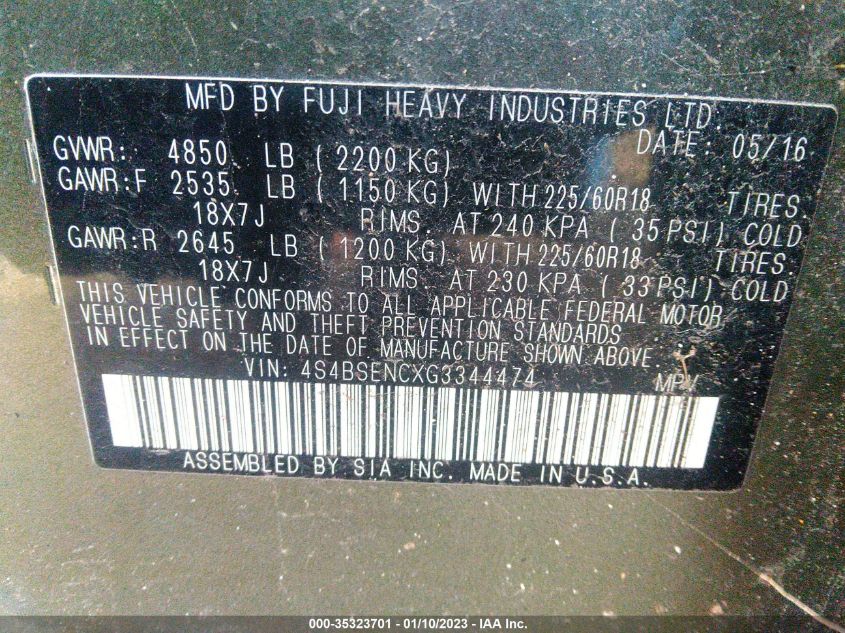 MFD BY FUJI HEAVY INDUSTRIES LTD.
DATE: 05/16
GVWR: 4850 LB (2200 KG)
GAWR:F 2535 LB (1150 KG) WITH 225/60R18 TIRES.
18X7J RIMS. AT 240 KPA (35 PSI) COLD
GAWR:R 2645 LB (1200 KG) WITH 225/60R18 TIRES.
18X7J RIMS. AT 230 KPA (33 PSI) COLD
THIS VEHICLE CONFORMS TO ALL APPLICABLE FEDERAL MOTOR
VEHICLE SAFETY AND THEFT PREVENTION STANDARDS
IN EFFECT ON THE DATE OF MANUFACTURE SHOWN ABOVE.
VIN: 4S4BSENCXG3344474 MPV
ASSEMBLED BY SIA INC. MADE IN U.S.A.
000-35323701 - 01/10/2023 - IAA Inc.